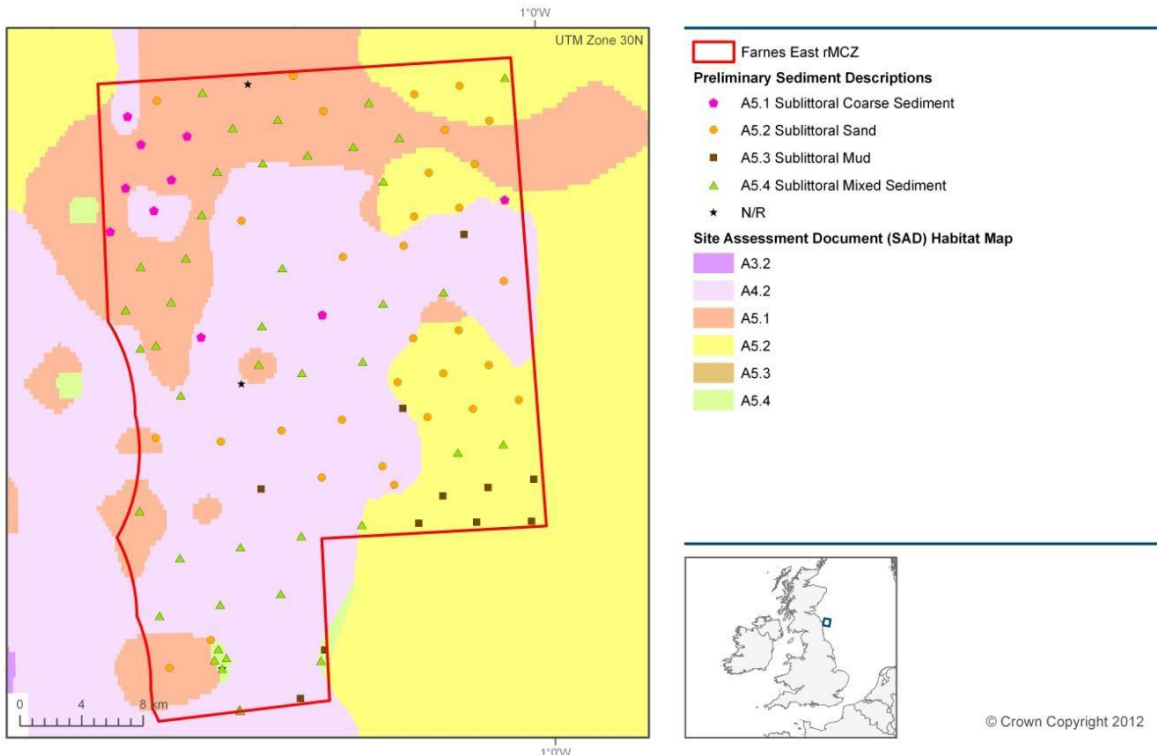 1°0'W
UTM Zone 30N
0 4 8 km
1°0'W
Farnes East rMCZ
Preliminary Sediment Descriptions
A5.1 Sublittoral Coarse Sediment
A5.2 Sublittoral Sand
A5.3 Sublittoral Mud
A5.4 Sublittoral Mixed Sediment
N/R
Site Assessment Document (SAD) Habitat Map
A3.2
A4.2
A5.1
A5.2
A5.3
A5.4
© Crown Copyright 2012